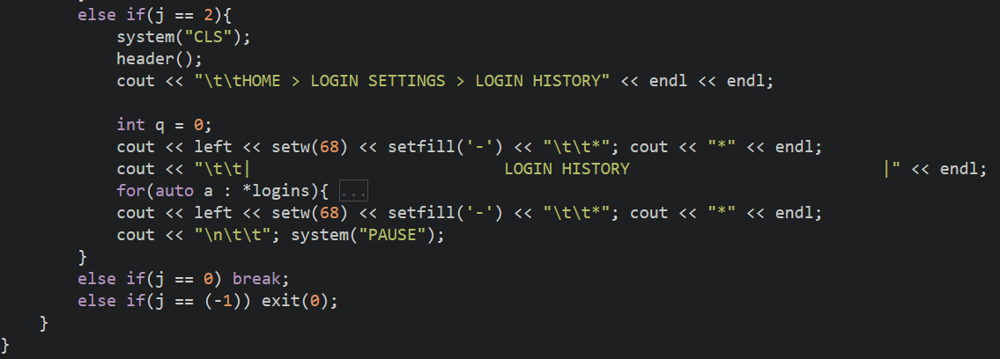 else if(j == 2){
system("CLS");
header();
cout << "\t\tHOME > LOGIN SETTINGS > LOGIN HISTORY" << endl << endl;
int q = 0;
cout << left << setw(68) << setfill('-') << "\t\t*"; cout << "*" << endl;
cout << "\t\t|                          LOGIN HISTORY                          |" << endl;
for(auto a : *logins){ ...
cout << left << setw(68) << setfill('-') << "\t\t*"; cout << "*" << endl;
cout << "\n\t\t"; system("PAUSE");
}
else if(j == 0) break;
else if(j == (-1)) exit(0);
}
}